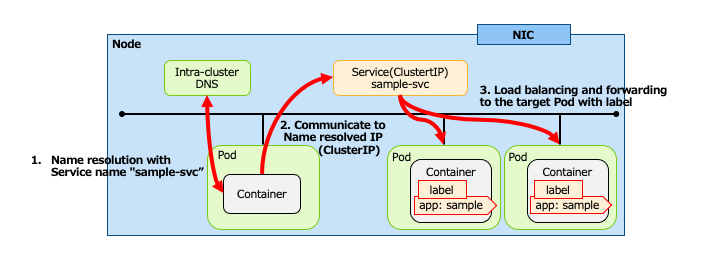 NIC
Node
Intra-cluster
DNS
Service(ClustertIP)
sample-svc
3. Load balancing and forwarding
to the target Pod with label
2. Communicate to
Name resolved IP
(ClusterIP)
1. Name resolution with
Service name "sample-svc”
Pod
Container
Pod
Container
label
app: sample
Pod
Container
label
app: sample